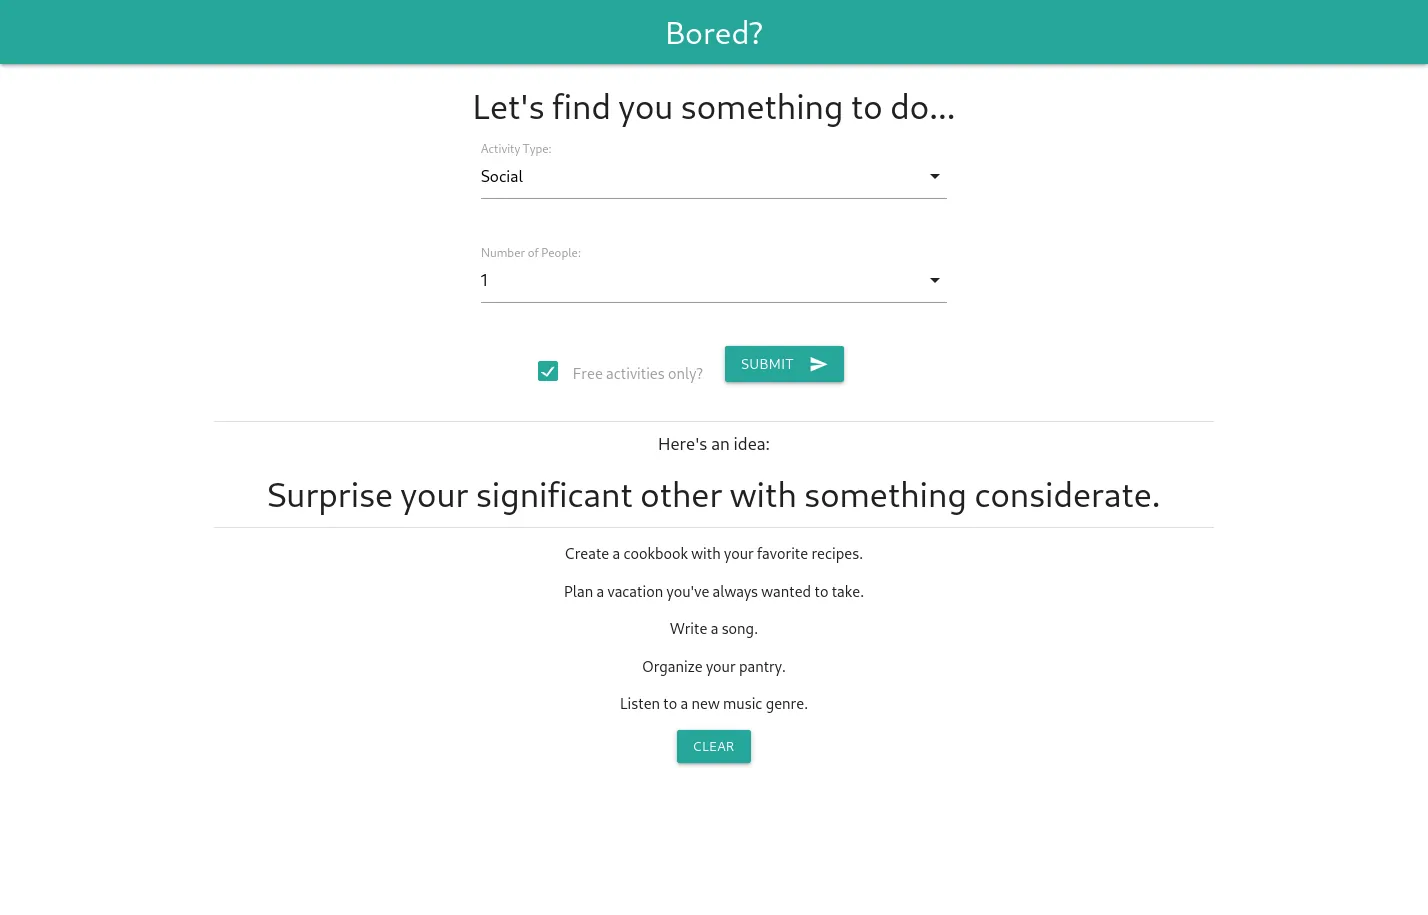 Bored?
Let's find you something to do...
Activity Type:
Social
Number of People:
1
Free activities only?
SUBMIT
Here's an idea:
Surprise your significant other with something considerate.
Create a cookbook with your favorite recipes.
Plan a vacation you've always wanted to take.
Write a song.
Organize your pantry.
Listen to a new music genre.
CLEAR